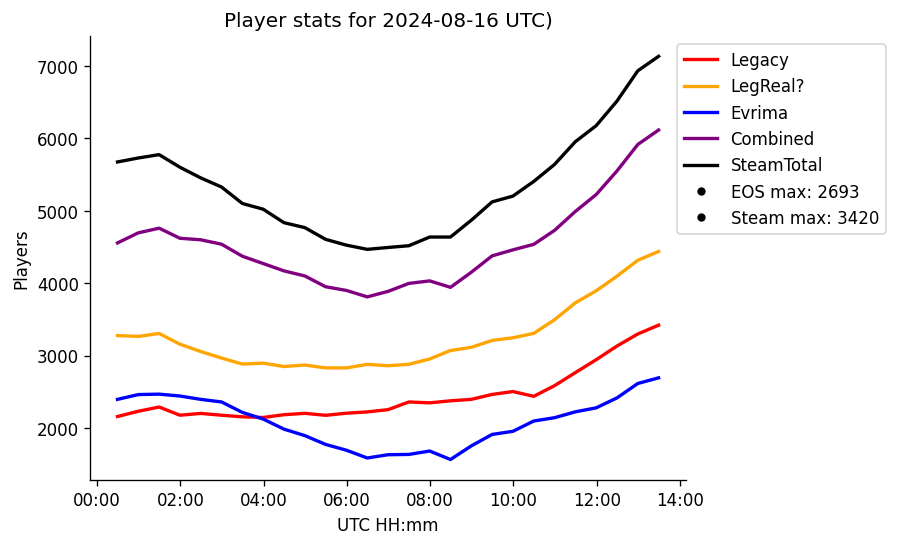 Player stats for 2024-08-16 UTC)
7000
6000
5000
4000
3000
2000
Players
00:00 02:00 04:00 06:00 08:00 10:00 12:00 14:00
UTC HH:mm
Legacy
LegReal?
Evrima
Combined
SteamTotal
EOS max: 2693
Steam max: 3420